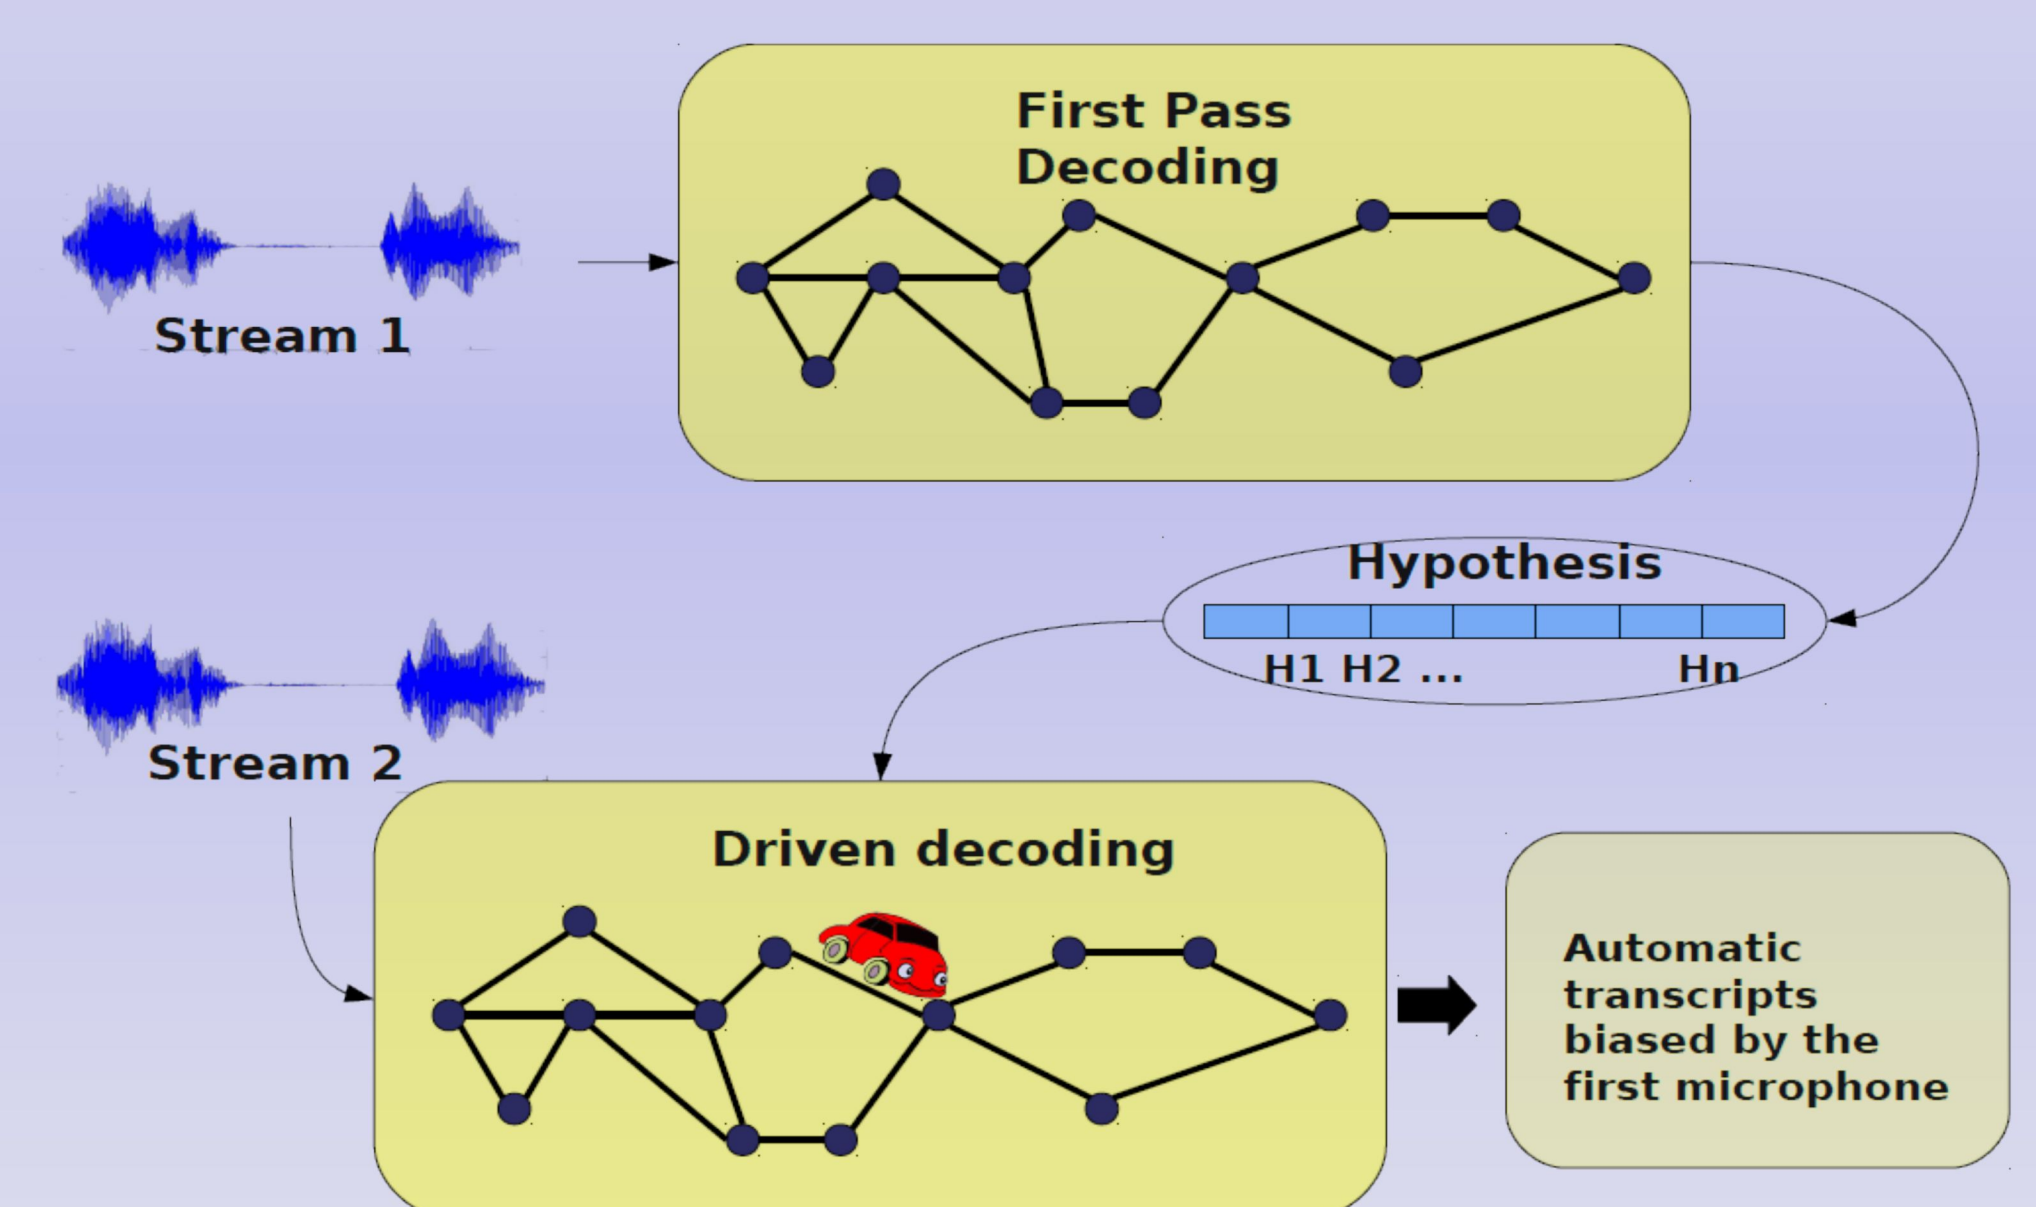 First Pass
Decoding
Stream 1
Hypothesis
H1 H2 ... Hn
Stream 2
Driven decoding
Automatic
transcripts
biased by the
first microphone